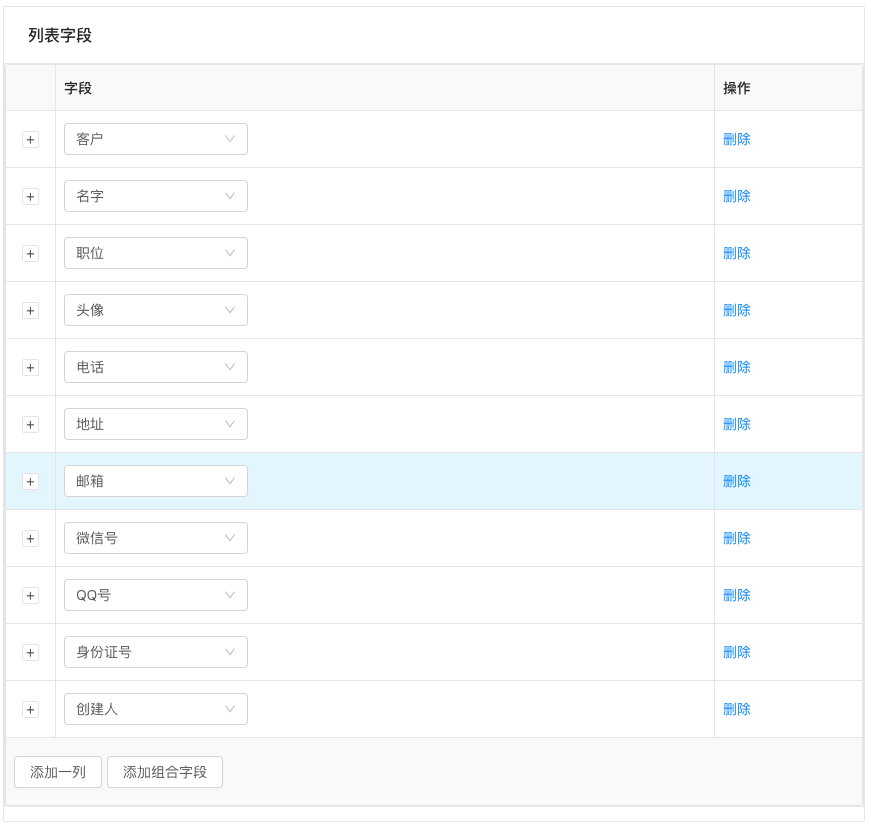 列表字段
字段 操作
客户 删除
名字 删除
职位 删除
头像 删除
电话 删除
地址 删除
邮箱 删除
微信号 删除
QQ号 删除
身份证号 删除
创建人 删除
添加一列 添加组合字段